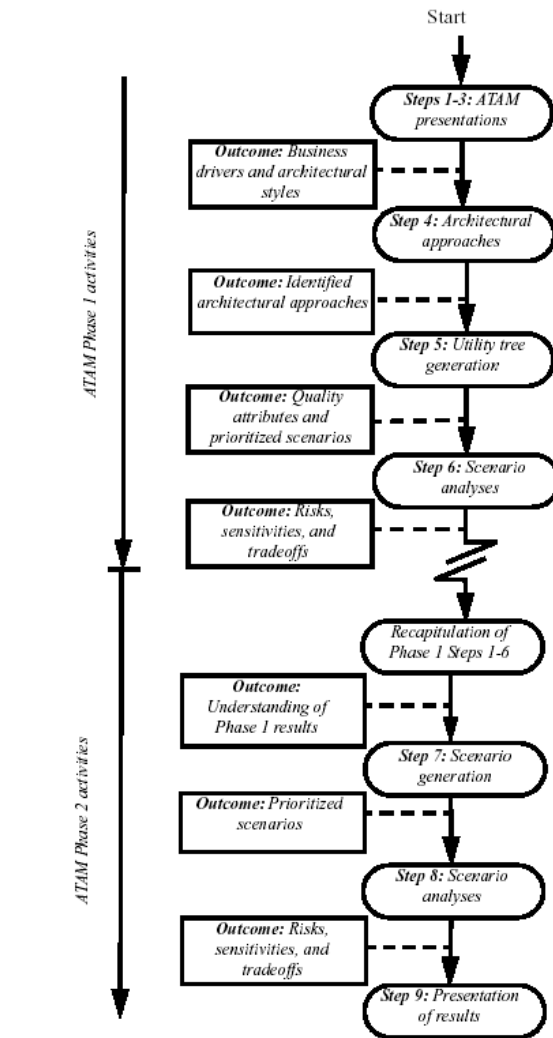 Start
Steps 1-3: ATAM
presentations
Outcome: Business
drivers and architectural
styles
Step 4: Architectural
approaches
Outcome: Identified
architectural approaches
Step 5: Utility tree
generation
Outcome: Quality
attributes and
prioritized scenarios
Step 6: Scenario
analyses
Outcome: Risks,
sensitivities, and
tradeoffs
ATAM Phase 1 activities
Recapitulation of
Phase 1 Steps 1-6
Outcome:
Understanding of
Phase 1 results
Step 7: Scenario
generation
Outcome: Prioritized
scenarios
Step 8: Scenario
analyses
Outcome: Risks,
sensitivities, and
tradeoffs
Step 9: Presentation
of results
ATAM Phase 2 activities